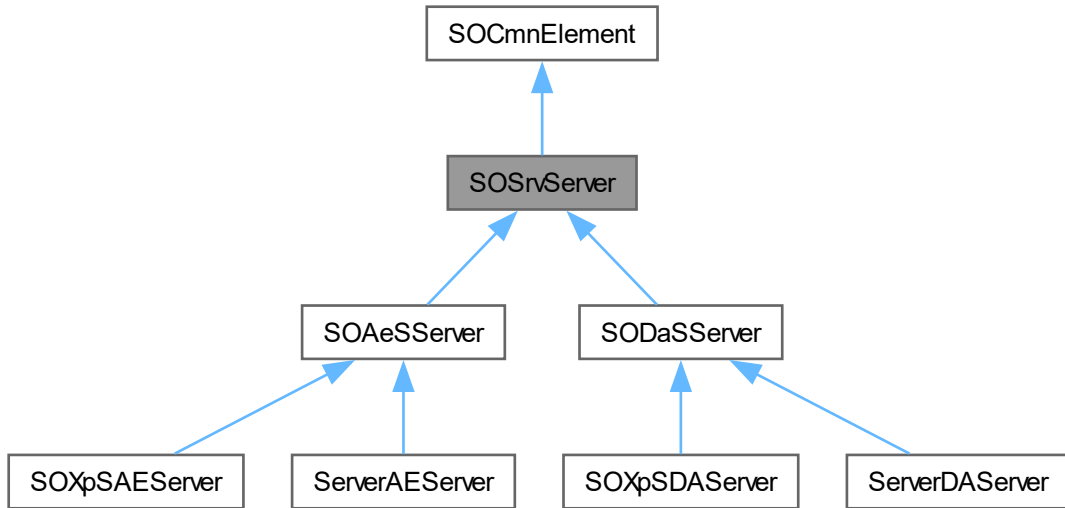 SOCmnElement
SOSrvServer
SOAeSServer
SODaSServer
SOXpSAEServer
ServerAEServer
SOXpSDAServer
ServerDAServer